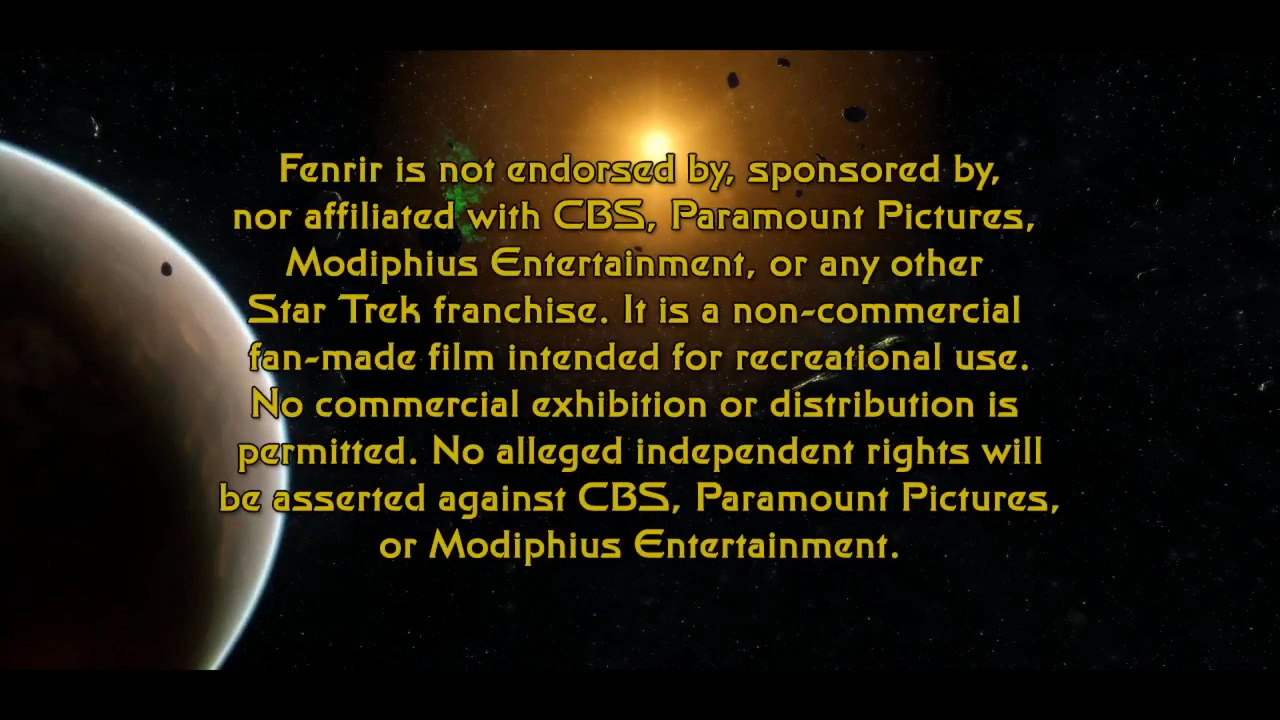 Fenrir is not endorsed by, sponsored by,
nor affiliated with CBS, Paramount Pictures,
Modiphius Entertainment, or any other
Star Trek franchise. It is a non-commercial
fan-made film intended for recreational use.
No commercial exhibition or distribution is
permitted. No alleged independent rights will
be asserted against CBS, Paramount Pictures,
or Modiphius Entertainment.